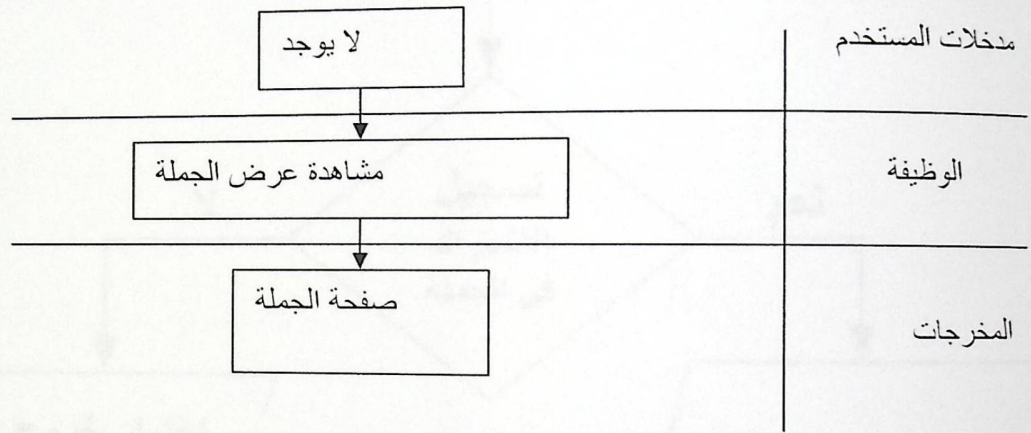 مدخلات المستخدم
لا يوجد
الوظيفة
مشاهدة عرض الجملة
المخرجات
صفحة الجملة